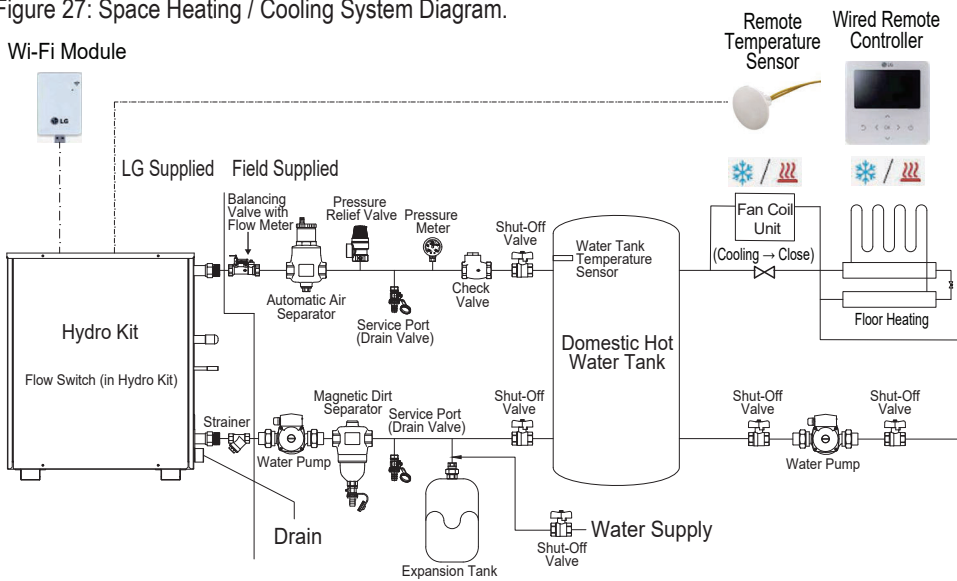 Figure 27: Space Heating / Cooling System Diagram.
Wi-Fi Module
LG
Remote
Temperature
Sensor
Wired Remote
Controller
LG
OK
LG Supplied
Field Supplied
Balancing
Valve with
Flow Meter
Pressure
Relief Valve
Pressure
Meter
Shut-Off
Valve
Automatic Air
Separator
Service Port
(Drain Valve)
Check
Valve
Water Tank
Temperature
Sensor
Fan Coil
Unit
(Cooling → Close)
Floor Heating
Hydro Kit
Flow Switch (in Hydro Kit)
Domestic Hot
Water Tank
Strainer
Water Pump
Magnetic Dirt
Separator
Service Port
(Drain Valve)
Shut-Off
Valve
Shut-Off
Valve
Water Pump
Shut-Off
Valve
Drain
Expansion Tank
Shut-Off
Valve
Water Supply